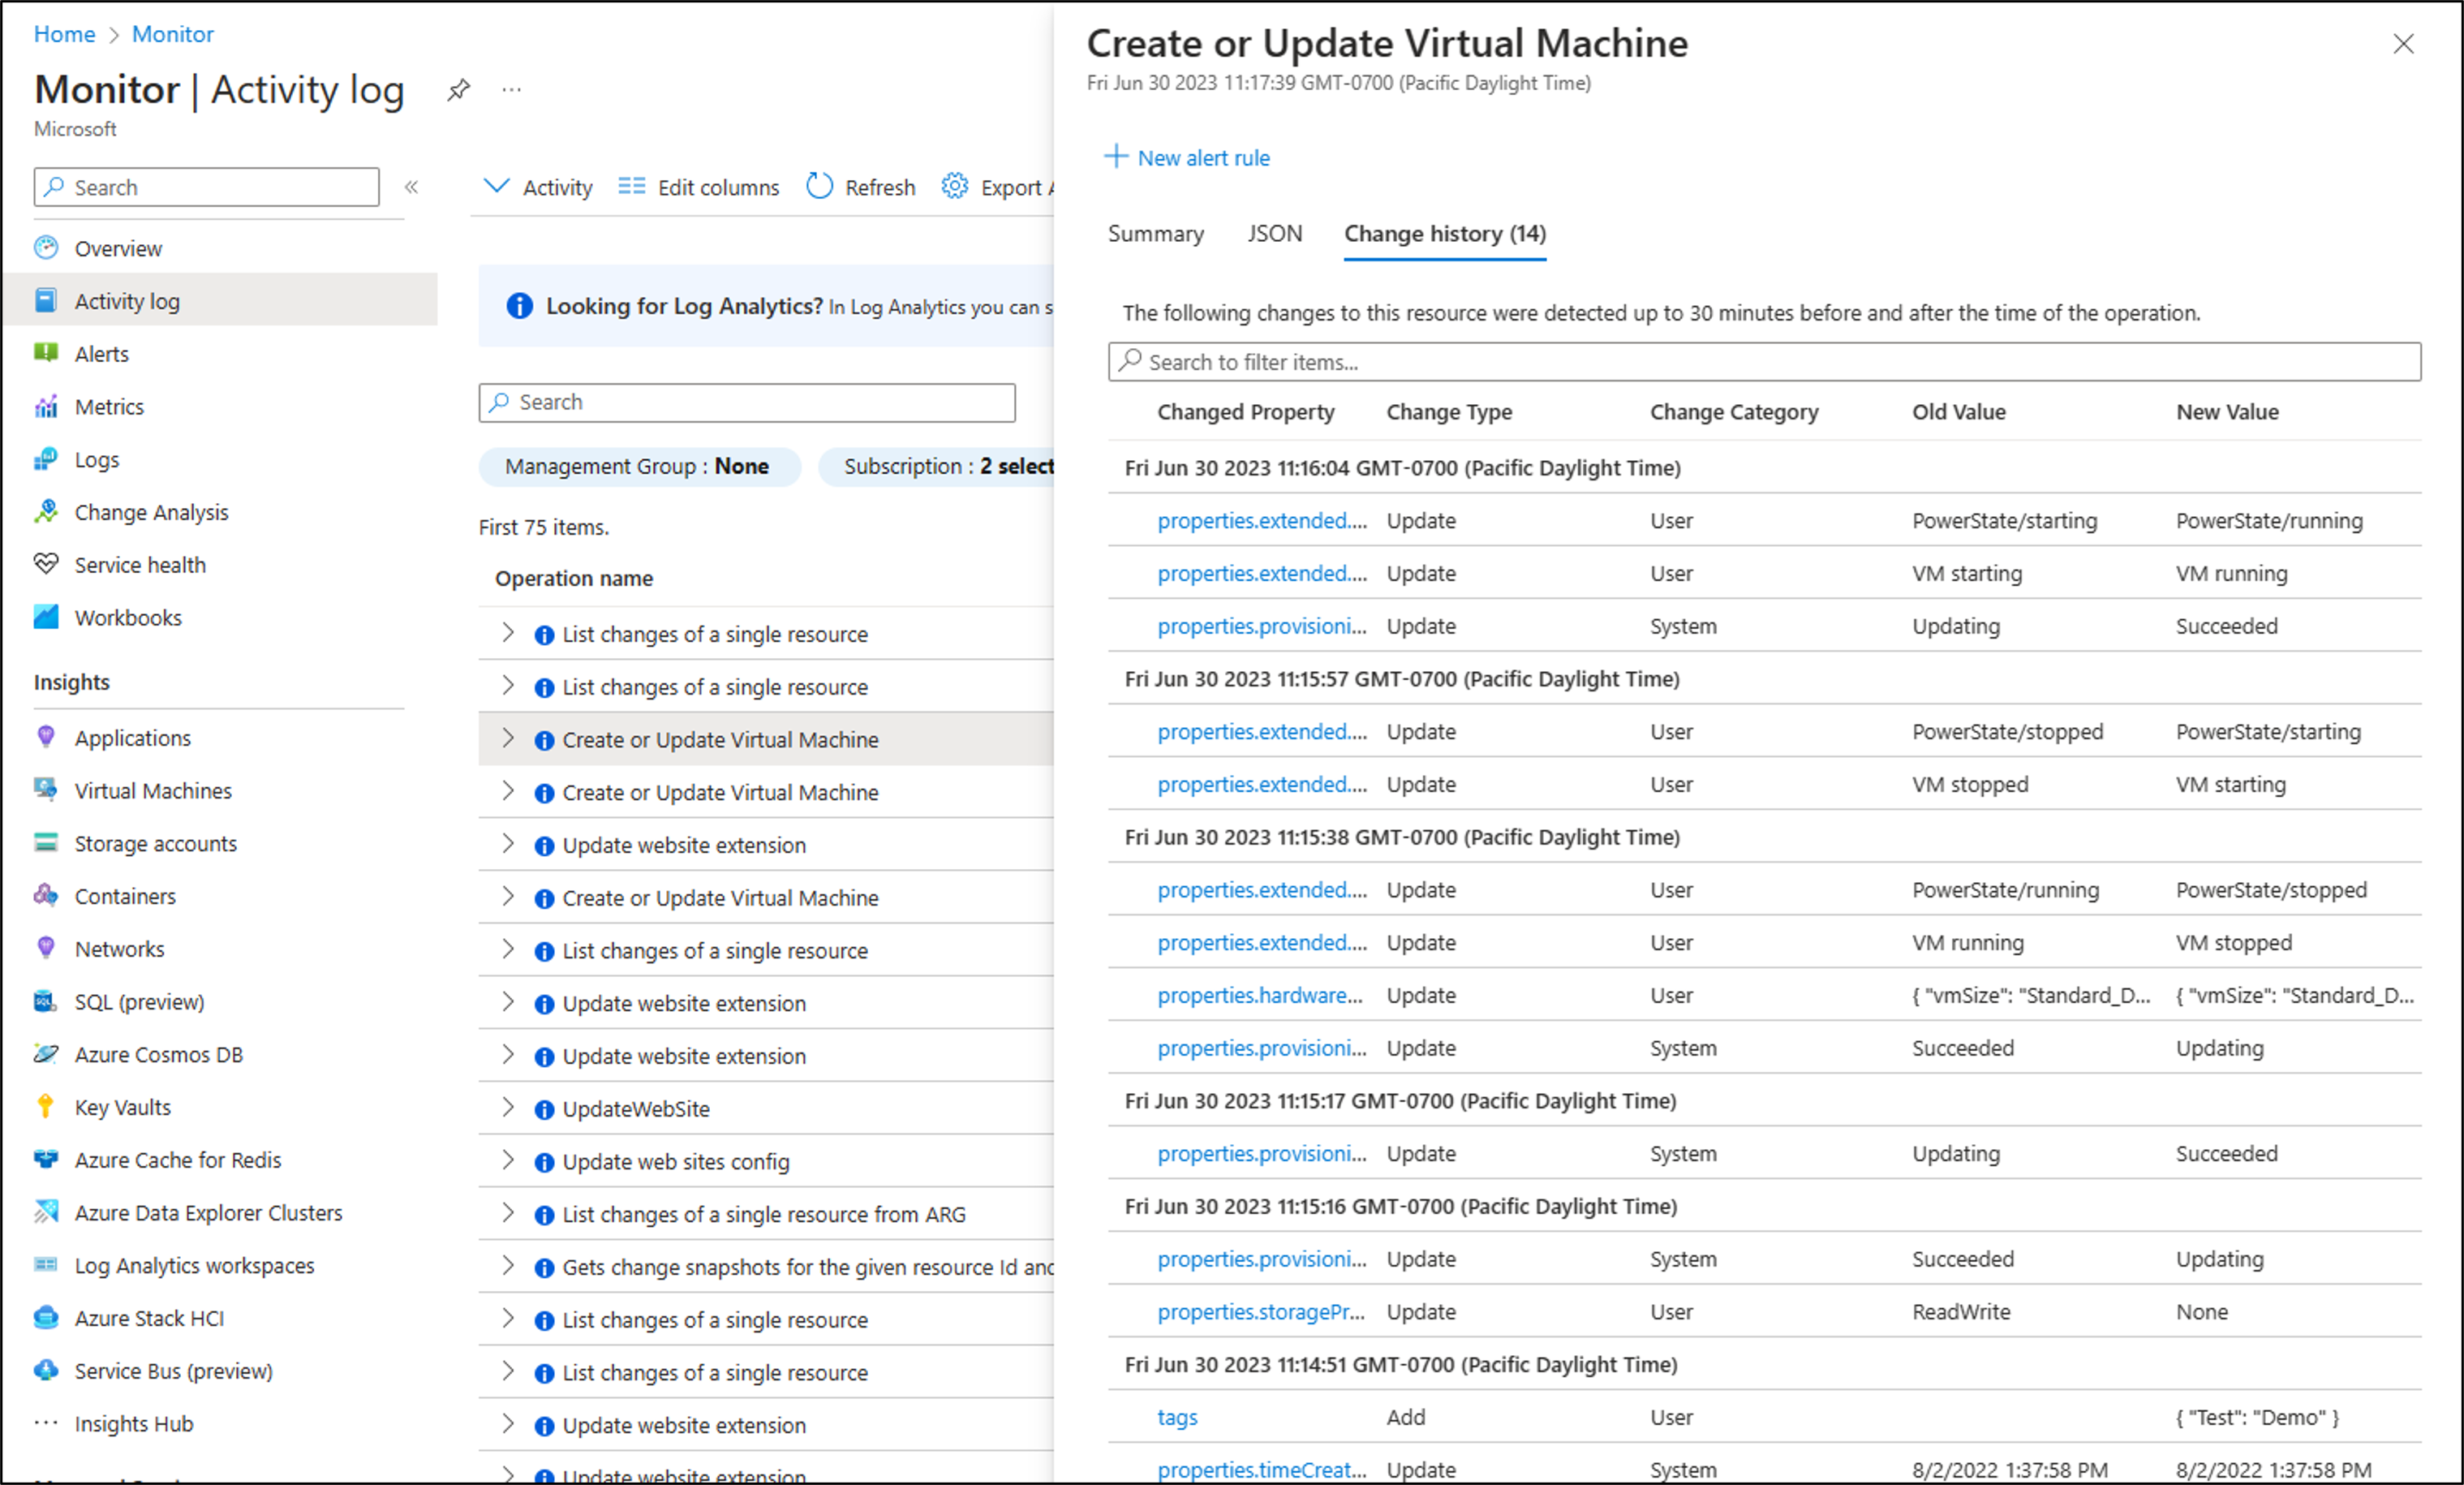 Home > Monitor
Monitor | Activity log ...
Microsoft
Search «
Overview
Activity log
Alerts
Metrics
Logs
Change Analysis
Service health
Workbooks
Insights
Applications
Virtual Machines
Storage accounts
Containers
Networks
SQL (preview)
Azure Cosmos DB
Key Vaults
Azure Cache for Redis
Azure Data Explorer Clusters
Log Analytics workspaces
Azure Stack HCI
Service Bus (preview)
Insights Hub
Activity Edit columns Refresh Export A
Looking for Log Analytics? In Log Analytics you can s
Search
Management Group : None Subscription : 2 select
First 75 items.
Operation name
List changes of a single resource
List changes of a single resource
Create or Update Virtual Machine
Create or Update Virtual Machine
Update website extension
Create or Update Virtual Machine
List changes of a single resource
Update website extension
Update website extension
UpdateWebSite
Update web sites config
List changes of a single resource from ARG
Gets change snapshots for the given resource Id and
List changes of a single resource
List changes of a single resource
Update website extension
Update website extension
Create or Update Virtual Machine
Fri Jun 30 2023 11:17:39 GMT-0700 (Pacific Daylight Time)
+ New alert rule
Summary JSON Change history (14)
The following changes to this resource were detected up to 30 minutes before and after the time of the operation.
Search to filter items...
Changed Property Change Type Change Category Old Value New Value
Fri Jun 30 2023 11:16:04 GMT-0700 (Pacific Daylight Time)
properties.extended.... Update User PowerState/starting PowerState/running
properties.extended.... Update User VM starting VM running
properties.provisioni... Update System Updating Succeeded
Fri Jun 30 2023 11:15:57 GMT-0700 (Pacific Daylight Time)
properties.extended.... Update User PowerState/stopped PowerState/starting
properties.extended.... Update User VM stopped VM starting
Fri Jun 30 2023 11:15:38 GMT-0700 (Pacific Daylight Time)
properties.extended.... Update User PowerState/running PowerState/stopped
properties.extended.... Update User VM running VM stopped
properties.hardware... Update User { "vmSize": "Standard_D... { "vmSize": "Standard_D...
properties.provisioni... Update System Succeeded Updating
Fri Jun 30 2023 11:15:17 GMT-0700 (Pacific Daylight Time)
properties.provisioni... Update System Updating Succeeded
Fri Jun 30 2023 11:15:16 GMT-0700 (Pacific Daylight Time)
properties.provisioni... Update System Succeeded Updating
properties.storagePr... Update User ReadWrite None
Fri Jun 30 2023 11:14:51 GMT-0700 (Pacific Daylight Time)
tags Add User { "Test": "Demo" }
properties.timeCreat... Update System 8/2/2022 1:37:58 PM 8/2/2022 1:37:58 PM